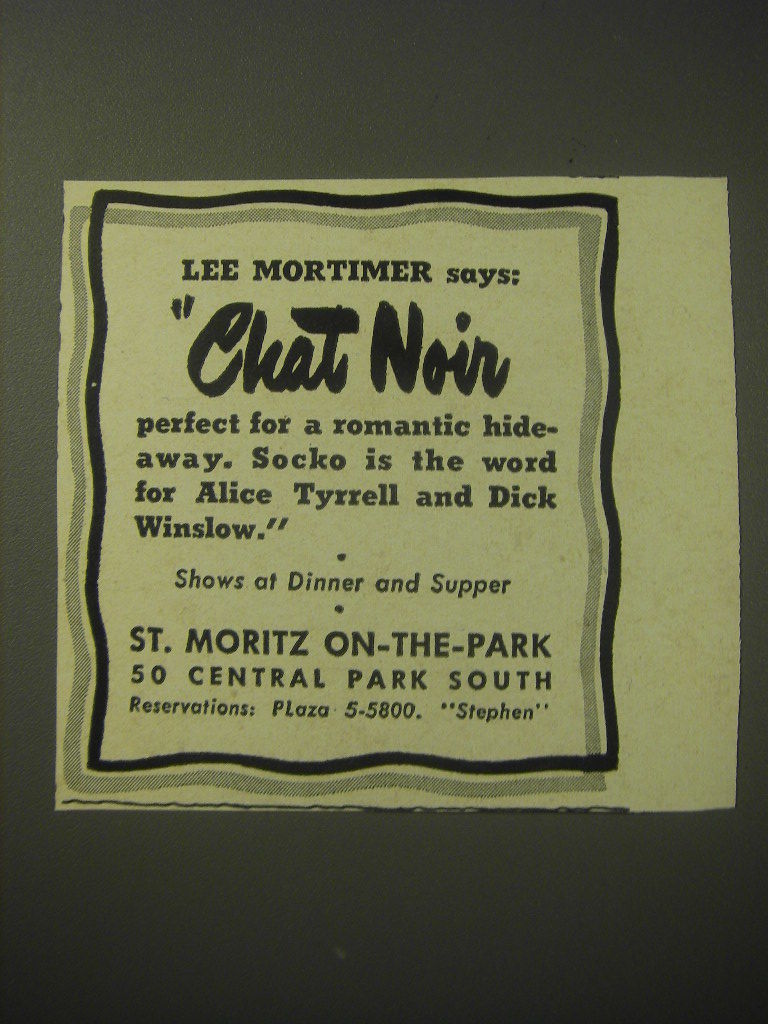 LEE MORTIMER says:
"Chat Noir
perfect for a romantic hide-
away. Socko is the word
for Alice Tyrrell and Dick
Winslow."
•
Shows at Dinner and Supper
•
ST. MORITZ ON-THE-PARK
50 CENTRAL PARK SOUTH
Reservations: PLaza 5-5800. "Stephen"